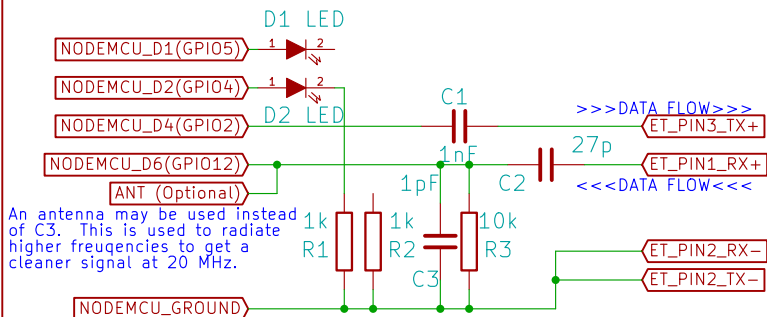 D1 LED
NODEMCU_D1(GPIO5) 1 2
NODEMCU_D2(GPIO4) 1 2
D2 LED
C1
>>>DATA FLOW>>>
NODEMCU_D4(GPIO2)
ET_PIN3_TX+
1nF
27p
NODEMCU_D6(GPIO12)
ET_PIN1_RX+
1pF
C2
<<<DATA FLOW<<<
ANT (Optional)
An antenna may be used instead
of C3. This is used to radiate
higher freuqencies to get a
cleaner signal at 20 MHz.
1k
R1
1k
R2
10k
R3
C3
ET_PIN2_RX-
ET_PIN2_TX-
NODEMCU_GROUND